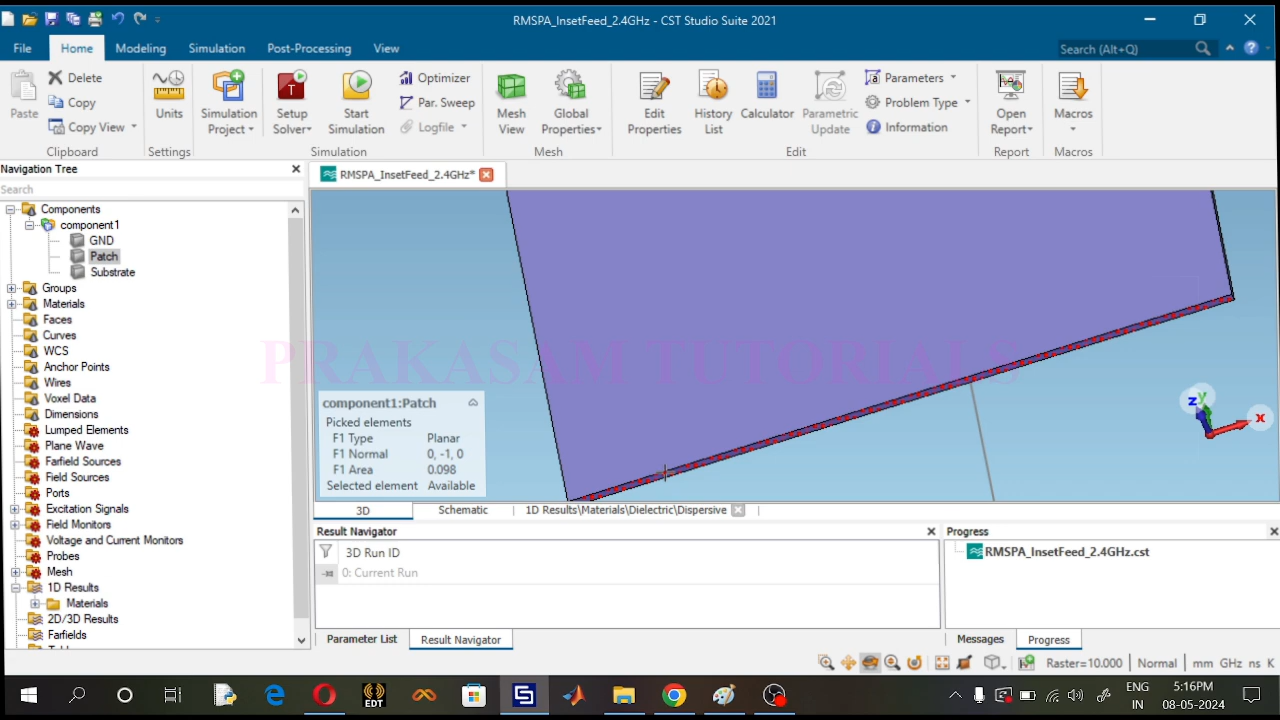 RMSPA_InsetFeed_2.4GHz - CST Studio Suite 2021
File Home Modeling Simulation Post-Processing View Search (Alt+Q)
Paste
Delete
Copy
Copy View
Clipboard
Units
Settings
Simulation
Project
Setup
Solver
Start
Simulation
Optimizer
Par. Sweep
Logfile
Simulation
Mesh
View
Global
Properties
Mesh
Edit
Properties
History
List
Calculator
Parametric
Update
Parameters
Problem Type
Information
Edit
Open
Report
Report
Macros
Macros
Navigation Tree
Search
Components
component1
GND
Patch
Substrate
Groups
Materials
Faces
Curves
WCS
Anchor Points
Wires
Voxel Data
Dimensions
Lumped Elements
Plane Wave
Farfield Sources
Field Sources
Ports
Excitation Signals
Field Monitors
Voltage and Current Monitors
Probes
Mesh
1D Results
Materials
2D/3D Results
Farfields
RMSPA_InsetFeed_2.4GHz*
PRAKASAM TUTORIALS
component1:Patch
Picked elements
F1 Type Planar
F1 Normal 0, -1, 0
F1 Area 0.098
Selected element Available
z y x
3D Schematic 1D Results\Materials\Dielectric\Dispersive
Result Navigator
3D Run ID
0: Current Run
Parameter List Result Navigator
Progress
RMSPA_InsetFeed_2.4GHz.cst
Messages Progress
Raster=10.000 Normal mm GHz ns K
EDT
ENG
IN
5:16PM
08-05-2024